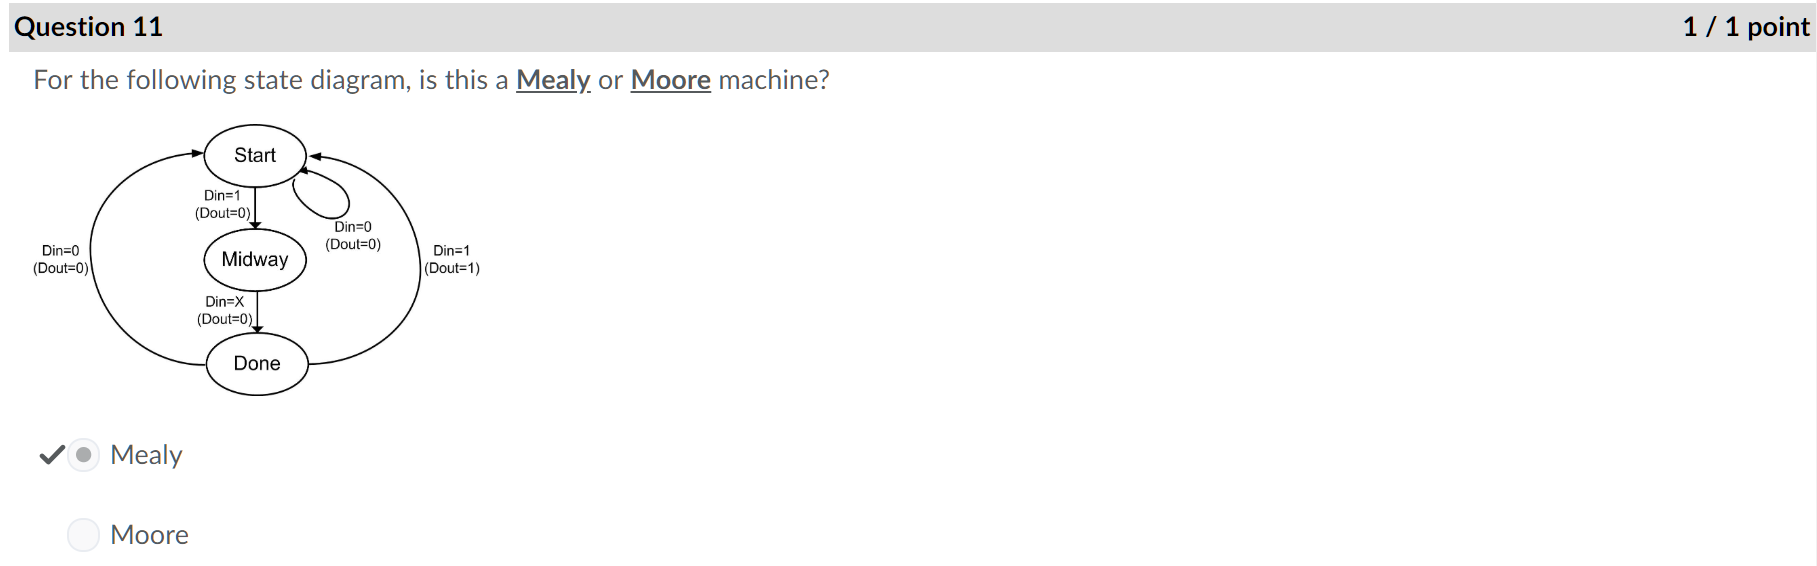 Question 11
1 / 1 point
For the following state diagram, is this a Mealy or Moore machine?
Start
Din=1
(Dout=0)
Din=0
(Dout=0)
Midway
Din=0
(Dout=0)
Din=1
(Dout=1)
Din=X
(Dout=0)
Done
Mealy
Moore